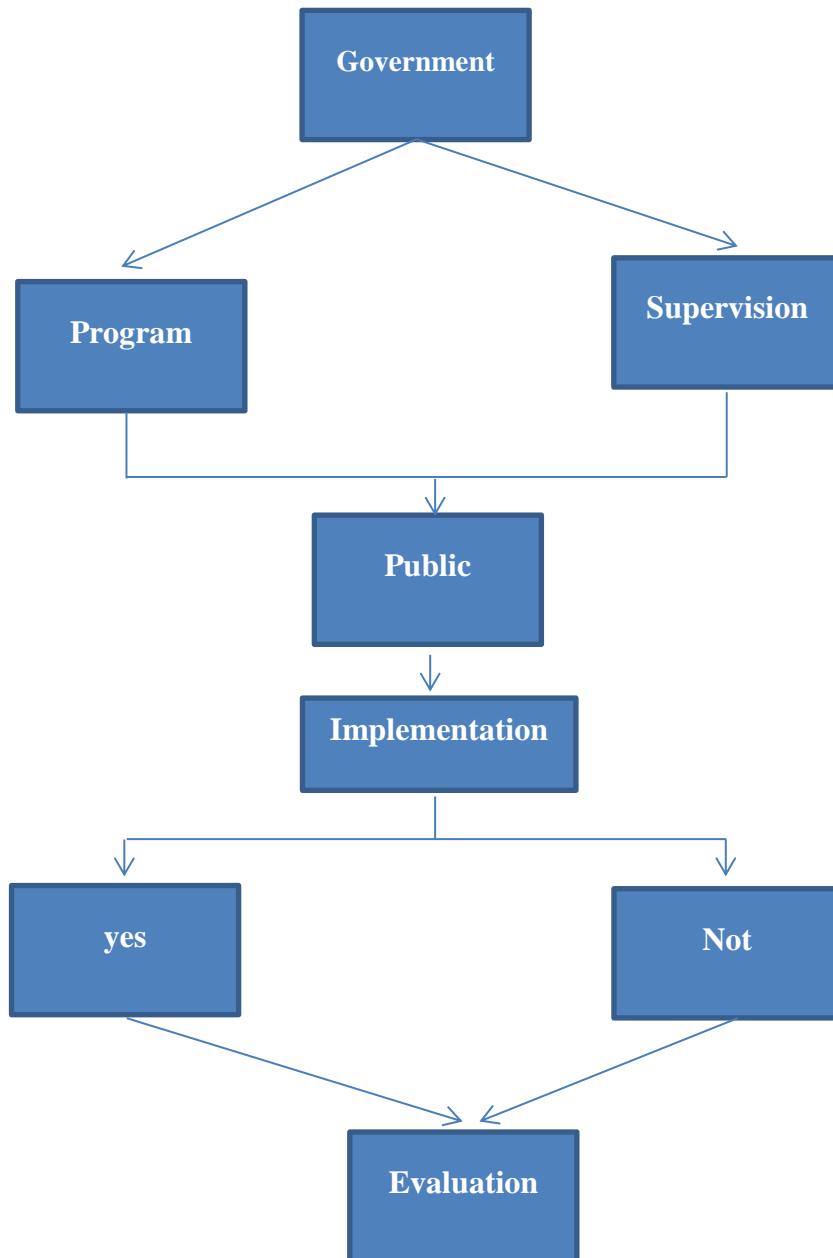 Government
Program
Supervision
Public
Implementation
yes
Not
Evaluation